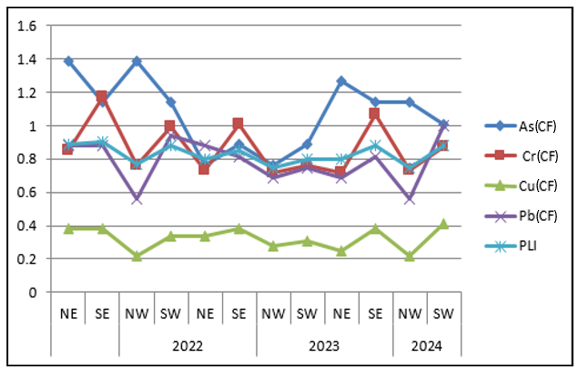 1.6
1.4
1.2
1
0.8
0.6
0.4
0.2
0
NE SE NW SW NE SE NW SW NE SE NW SW
2022 2023 2024
As(CF)
Cr(CF)
Cu(CF)
Pb(CF)
PLI